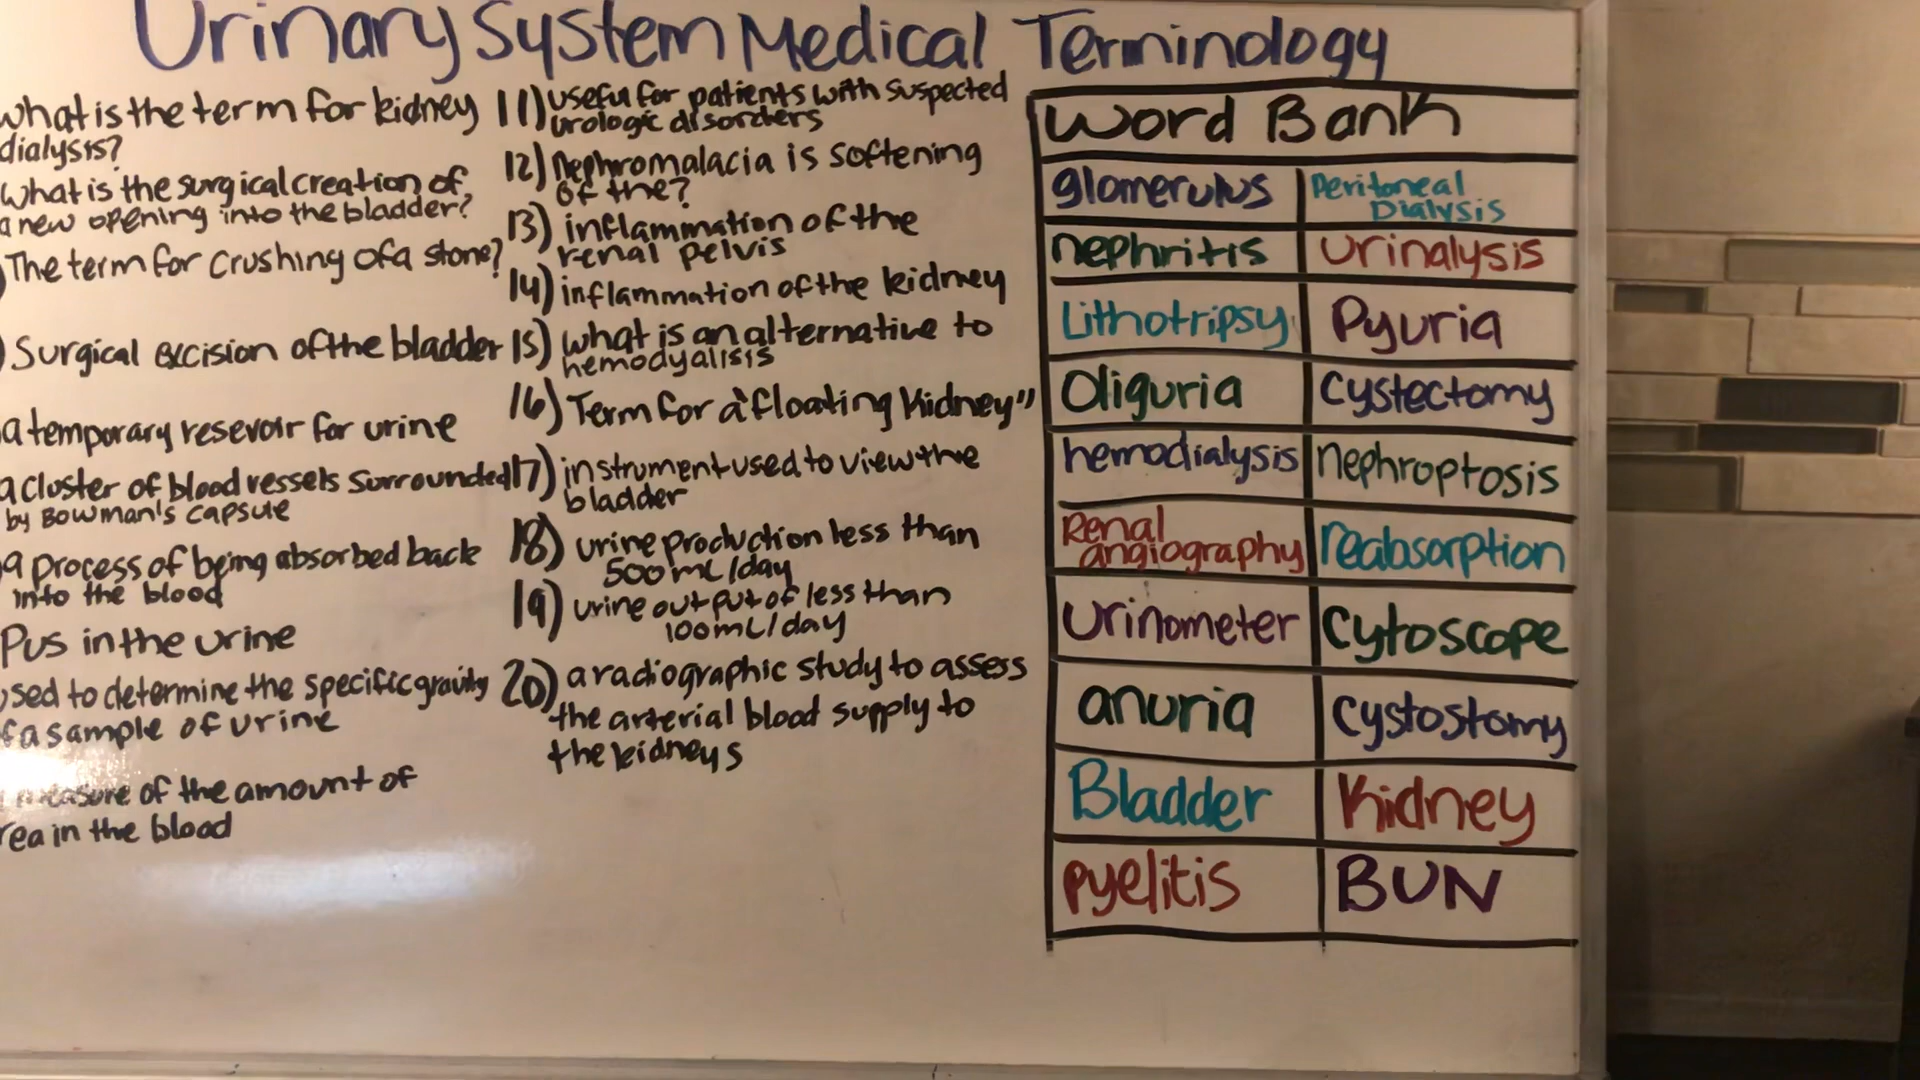 Urinary System Medical Terminology
what is the term for kidney
dialysis?
what is the surgical creation of
a new opening into the bladder?
The term for crushing of a stone?
Surgical excision of the bladder
a temporary resevoir for urine
a cluster of blood vessels surrounded
by Bowman's capsule
a process of being absorbed back
into the blood
Pus in the urine
sed to determine the specific gravity
f a sample of urine
measure of the amount of
rea in the blood
11) useful for patients with suspected
urologic disorders
12) Nephromalacia is softening
of the?
13) inflammation of the
renal pelvis
14) inflammation of the kidney
15) what is an alternative to
hemodyalisis
16) Term for a "floating kidney"
17) instrument used to view the
bladder
18) urine production less than
500 mL/day
19) urine output of less than
100mL/day
20) a radiographic study to assess
the arterial blood supply to
the kidneys
Word Bank
glomerulus
Peritoneal
Dialysis
nephritis
urinalysis
Lithotripsy
Pyuria
Oliguria
cystectomy
hemodialysis
nephroptosis
Renal
angiography
reabsorption
Urinometer
Cytoscope
anuria
cystostomy
Bladder
Kidney
pyelitis
BUN